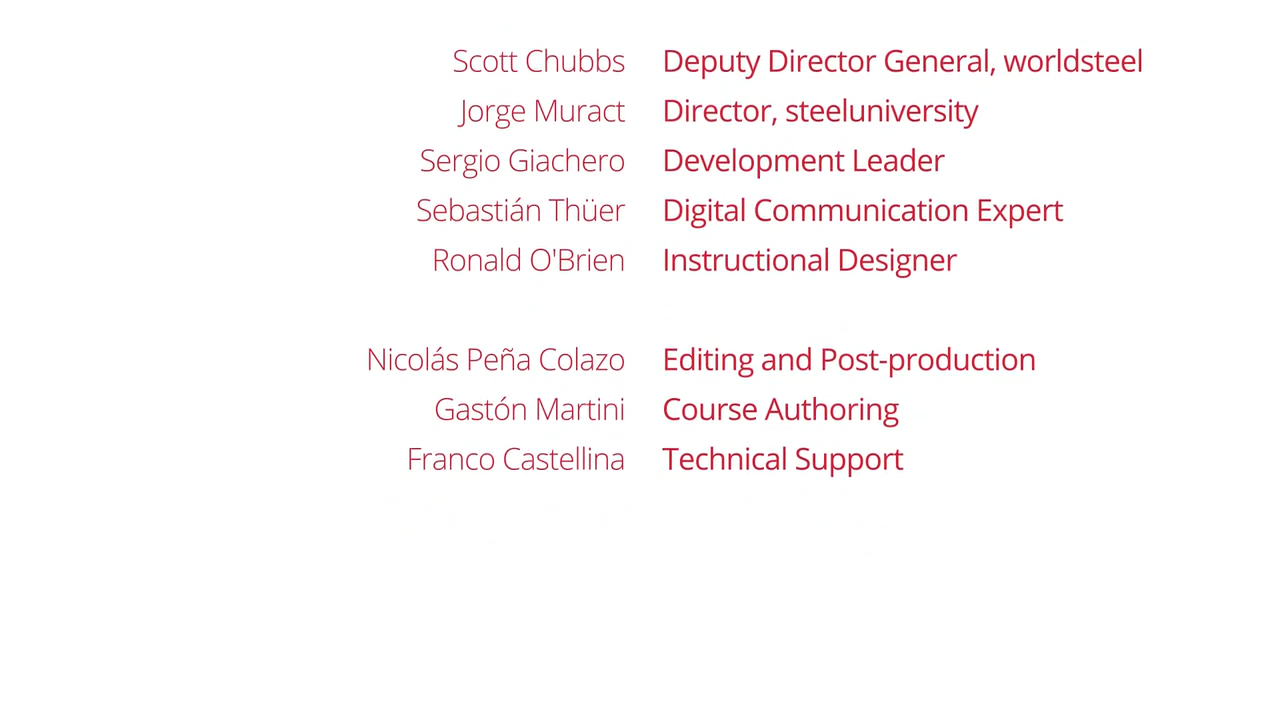 Scott Chubbs Deputy Director General, worldsteel
Jorge Muract Director, steeluniversity
Sergio Giachero Development Leader
Sebastián Thüer Digital Communication Expert
Ronald O'Brien Instructional Designer
Nicolás Peña Colazo Editing and Post-production
Gastón Martini Course Authoring
Franco Castellina Technical Support